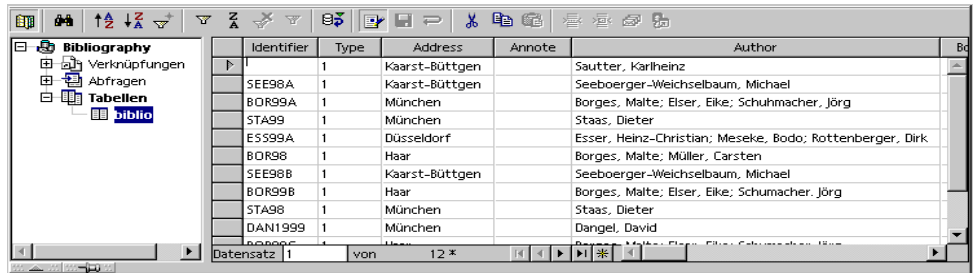 Identifier Type Address Annote Author Bo
Bibliography
Verknüpfungen
Abfragen
Tabellen
biblio
1 Kaarst-Büttgen Sautter, Karlheinz
SEE98A 1 Kaarst-Büttgen Seeboerger-Weichselbaum, Michael
BOR99A 1 München Borges, Malte; Elser, Eike; Schuhmacher, Jörg
STA99 1 München Staas, Dieter
ESS99A 1 Düsseldorf Esser, Heinz-Christian; Meseke, Bodo; Rottenberger, Dirk
BOR98 1 Haar Borges, Malte; Müller, Carsten
SEE98B 1 Kaarst-Büttgen Seeboerger-Weichselbaum, Michael
BOR99B 1 Haar Borges, Malte; Elser, Eike; Schumacher. Jörg
STA98 1 München Staas, Dieter
DAN1999 1 München Dangel, David
Datensatz 1 von 12 *